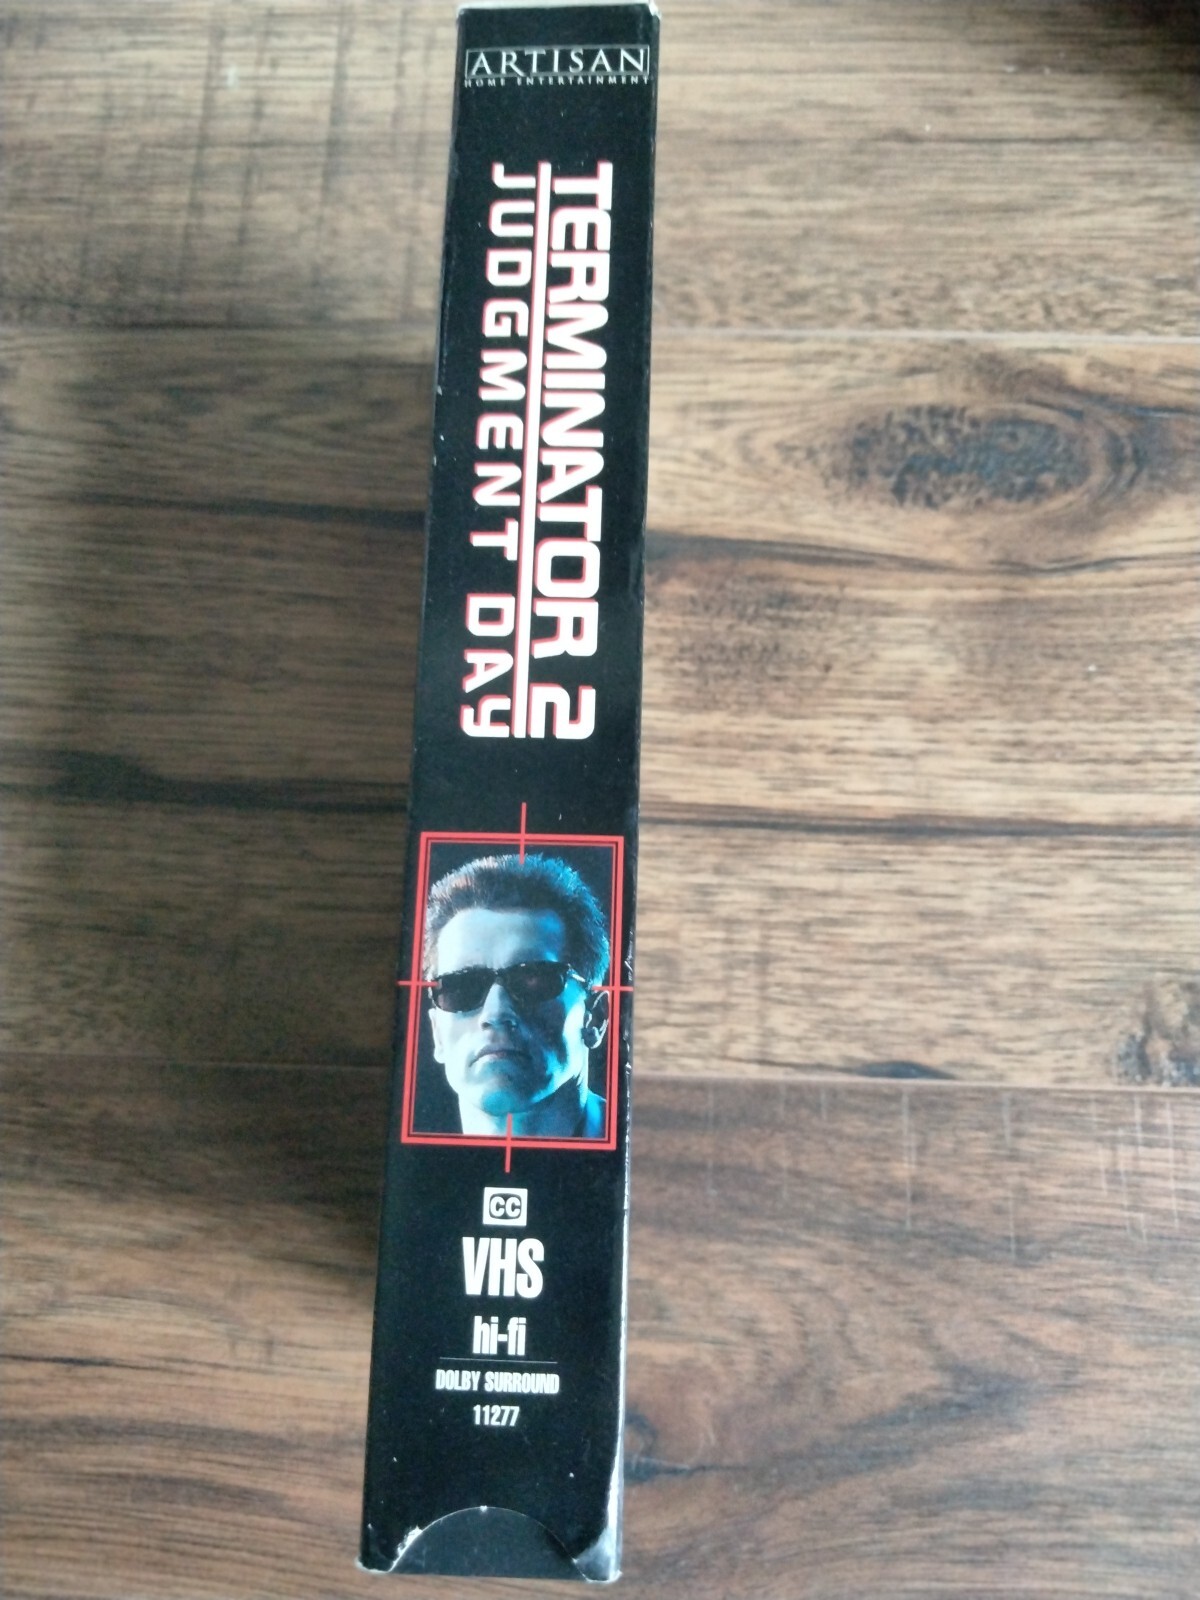 ARTISAN
HOME ENTERTAINMENT
TERMINATOR 2
JUDGMENT DAY
CC
VHS
hi-fi
DOLBY SURROUND
11277